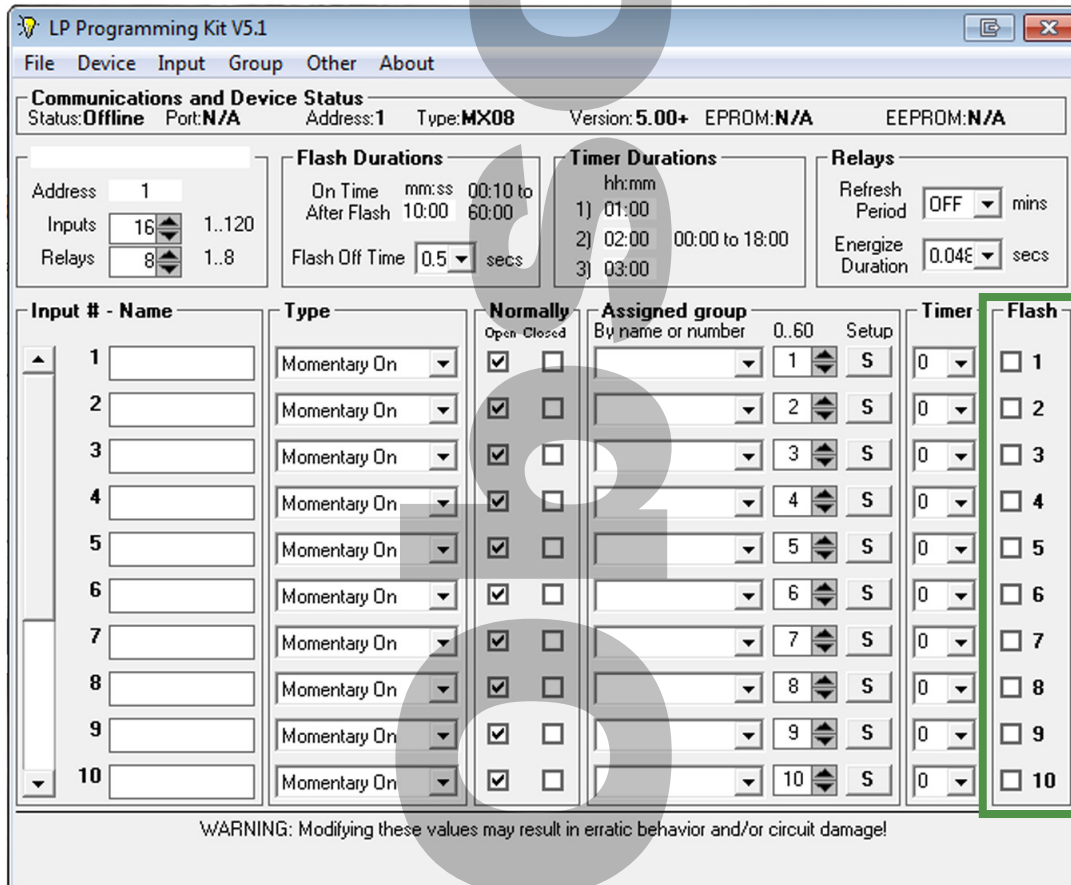 LP Programming Kit V5.1
File Device Input Group Other About
Communications and Device Status
Status:Offline Port:N/A Address:1 Type:MX08 Version:5.00+ EPROM:N/A EEPROM:N/A
Address 1
Inputs 16 1..120
Relays 8 1..8
Flash Durations
On Time mm:ss 00:10 to
After Flash 10:00 60:00
Flash Off Time 0.5 secs
Timer Durations
hh:mm
1) 01:00
2) 02:00 00:00 to 18:00
3) 03:00
Relays
Refresh
Period OFF mins
Energize
Duration 0.048 secs
Input # - Name Type Normally Assigned group Timer Flash
Open Closed By name or number 0..60 Setup
1 Momentary On 1 S 0 1
2 Momentary On 2 S 0 2
3 Momentary On 3 S 0 3
4 Momentary On 4 S 0 4
5 Momentary On 5 S 0 5
6 Momentary On 6 S 0 6
7 Momentary On 7 S 0 7
8 Momentary On 8 S 0 8
9 Momentary On 9 S 0 9
10 Momentary On 10 S 0 10
WARNING: Modifying these values may result in erratic behavior and/or circuit damage!